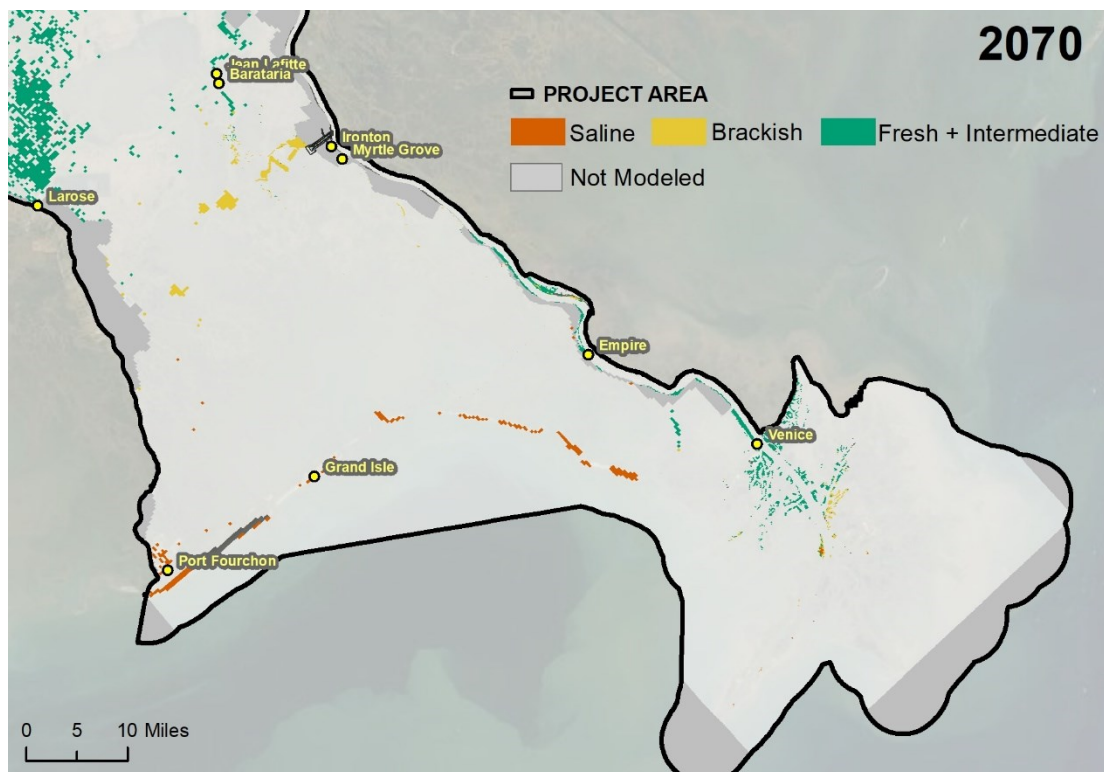 2070
PROJECT AREA
Saline
Brackish
Fresh + Intermediate
Not Modeled
Jean Lafitte
Barataria
Ironton
Myrtle Grove
Larose
Empire
Venice
Grand Isle
Port Fourchon
0 5 10 Miles